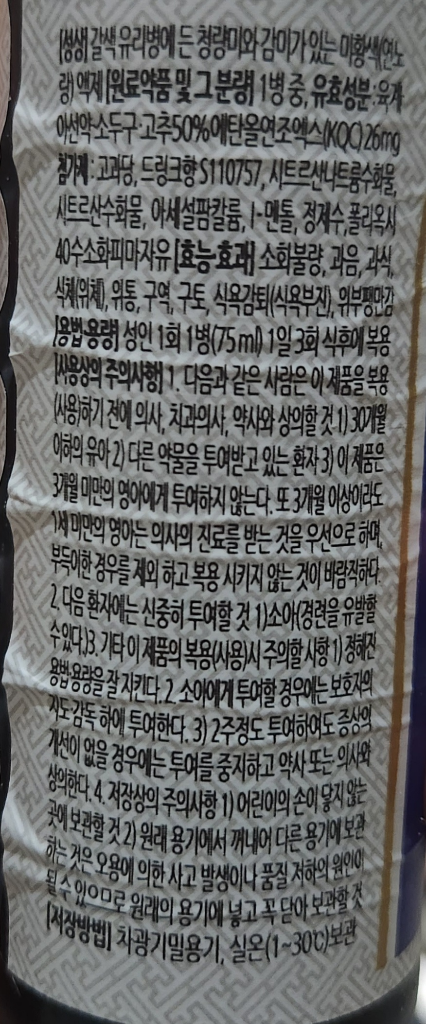 [성상] 갈색 유리병에 든 청량미와 감미가 있는 미황색(연노
랑) 액제 [원료약품 및 그 분량] 1병 중, 유효성분 : 육계
아선약소두구·고추50%에탄올연조엑스(KQC)26mg
첨가제 : 고과당, 드링크향 S110757, 시트르산나트륨수화물,
시트르산수화물, 아세설팜칼륨, l-멘톨, 정제수, 폴리옥시
40수소화피마자유 [효능·효과] 소화불량, 과음, 과식,
식체(위체), 위통, 구역, 구토, 식욕감퇴(식욕부진), 위부팽만감
[용법·용량] 성인 1회 1병(75ml) 1일 3회 식후에 복용
[사용상의 주의사항] 1. 다음과 같은 사람은 이 제품을 복용
(사용)하기 전에 의사, 치과의사, 약사와 상의할 것 1) 30개월
이하의 유아 2) 다른 약물을 투여받고 있는 환자 3) 이 제품은
3개월 미만의 영아에게 투여하지 않는다. 또 3개월 이상이라도
1세 미만의 영아는 의사의 진료를 받는 것을 우선으로 하며,
부득이한 경우를 제외 하고 복용 시키지 않는 것이 바람직하다.
2. 다음 환자에는 신중히 투여할 것 1)소아(경련을 유발할
수 있다.)3. 기타 이 제품의 복용(사용)시 주의할 사항 1) 정해진
용법·용량을 잘 지킨다. 2. 소아에게 투여할 경우에는 보호자의
지도·감독 하에 투여한다. 3) 2주정도 투여하여도 증상의
개선이 없을 경우에는 투여를 중지하고 약사 또는 의사와
상의한다. 4. 저장상의 주의사항 1) 어린이의 손이 닿지 않는
곳에 보관할 것 2) 원래 용기에서 꺼내어 다른 용기에 보관
하는 것은 오용에 의한 사고 발생이나 품질 저하의 원인이
될 수 있으므로 원래의 용기에 넣고 꼭 닫아 보관할 것
[저장방법] 차광기밀용기, 실온(1~30℃)보관